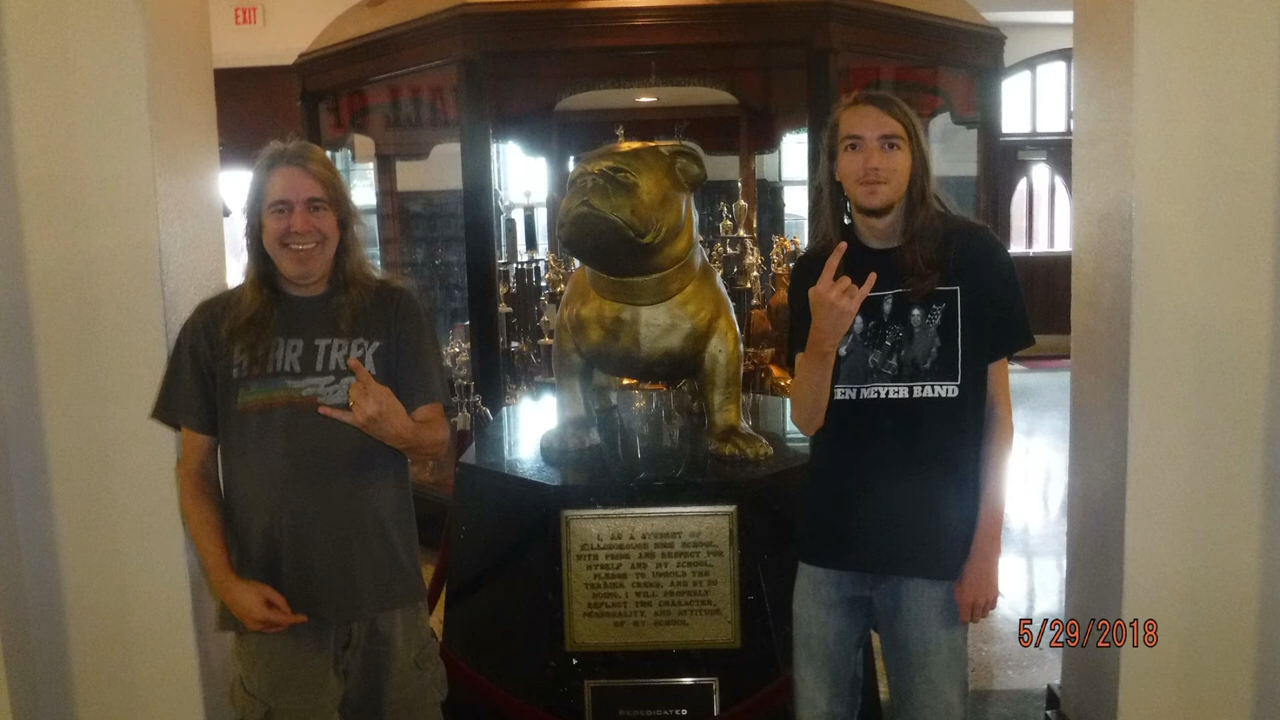 EXIT
STAR TREK
EN MEYER BAND
I, AS A STUDENT OF
HILLSBOROUGH HIGH SCHOOL,
WITH PRIDE AND RESPECT FOR
MYSELF AND MY SCHOOL,
PLEDGE TO UPHOLD THE
TERRIER CREED, AND BY SO
DOING, I WILL PROPERLY
REFLECT THE CHARACTER,
PERSONALITY, AND ATTITUDE
OF MY SCHOOL
REDEDICATED
5/29/2018